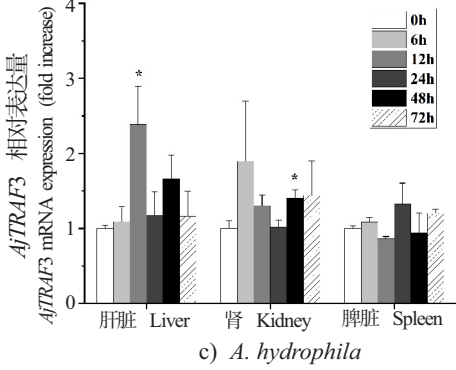 AjTRAF3 相对表达量
AjTRAF3 mRNA expression (fold increase)
4
3
2
1
0
0h
6h
12h
24h
48h
72h
*
*
肝脏 Liver
肾 Kidney
脾脏 Spleen
c) A. hydrophila